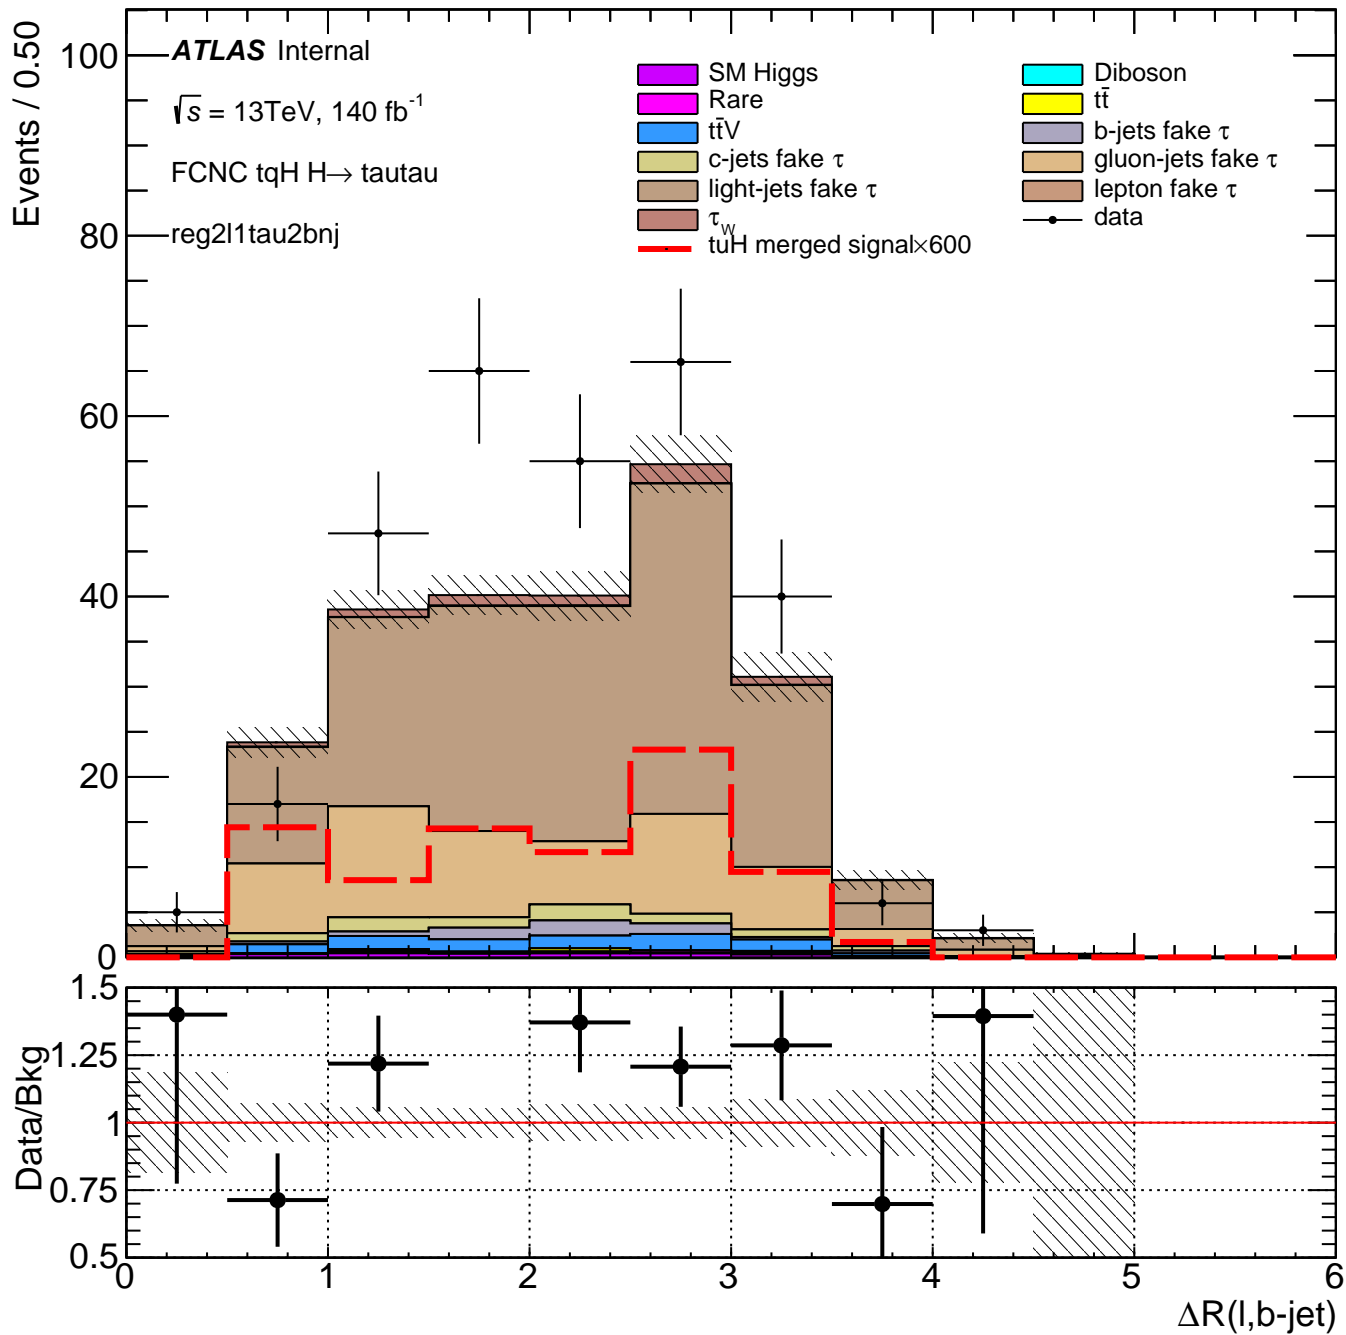 Events / 0.50
100
80
60
40
20
0
ATLAS Internal
√s = 13TeV, 140 fb⁻¹
FCNC tqH H→ tautau
reg2l1tau2bnj
SM Higgs
Rare
tt̄V
c-jets fake τ
light-jets fake τ
τ_W
tuH merged signal×600
Diboson
tt̄
b-jets fake τ
gluon-jets fake τ
lepton fake τ
data
Data/Bkg
1.5
1.25
1
0.75
0.5
0 1 2 3 4 5 6
ΔR(l,b-jet)